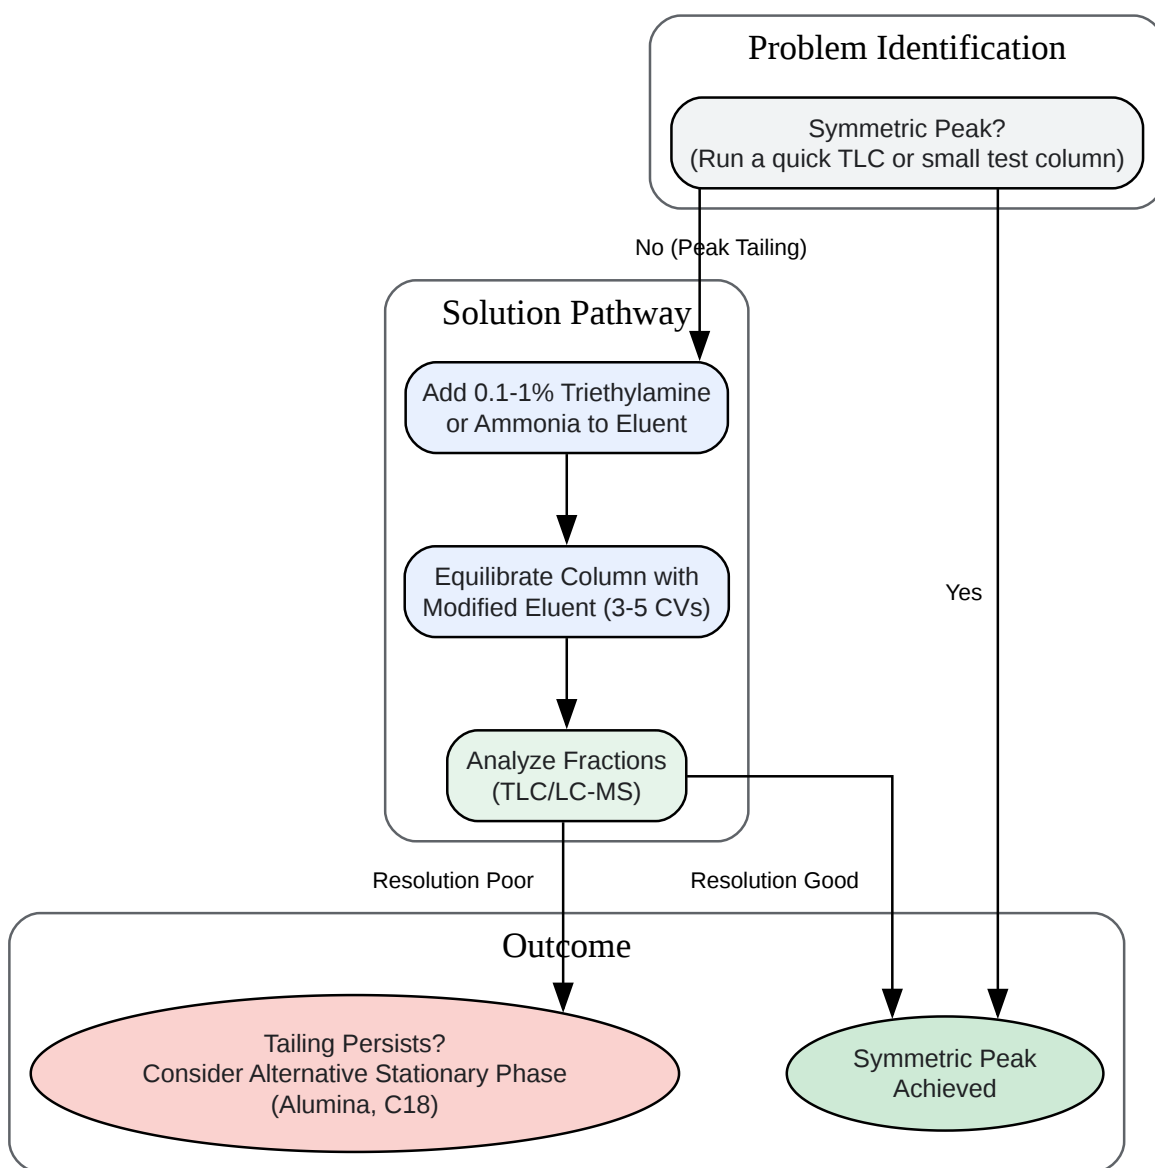 Problem Identification
Symmetric Peak?
(Run a quick TLC or small test column)
No (Peak Tailing)
Solution Pathway
Add 0.1-1% Triethylamine
or Ammonia to Eluent
Equilibrate Column with
Modified Eluent (3-5 CVs)
Yes
Analyze Fractions
(TLC/LC-MS)
Resolution Poor
Resolution Good
Outcome
Tailing Persists?
Consider Alternative Stationary Phase
(Alumina, C18)
Symmetric Peak
Achieved